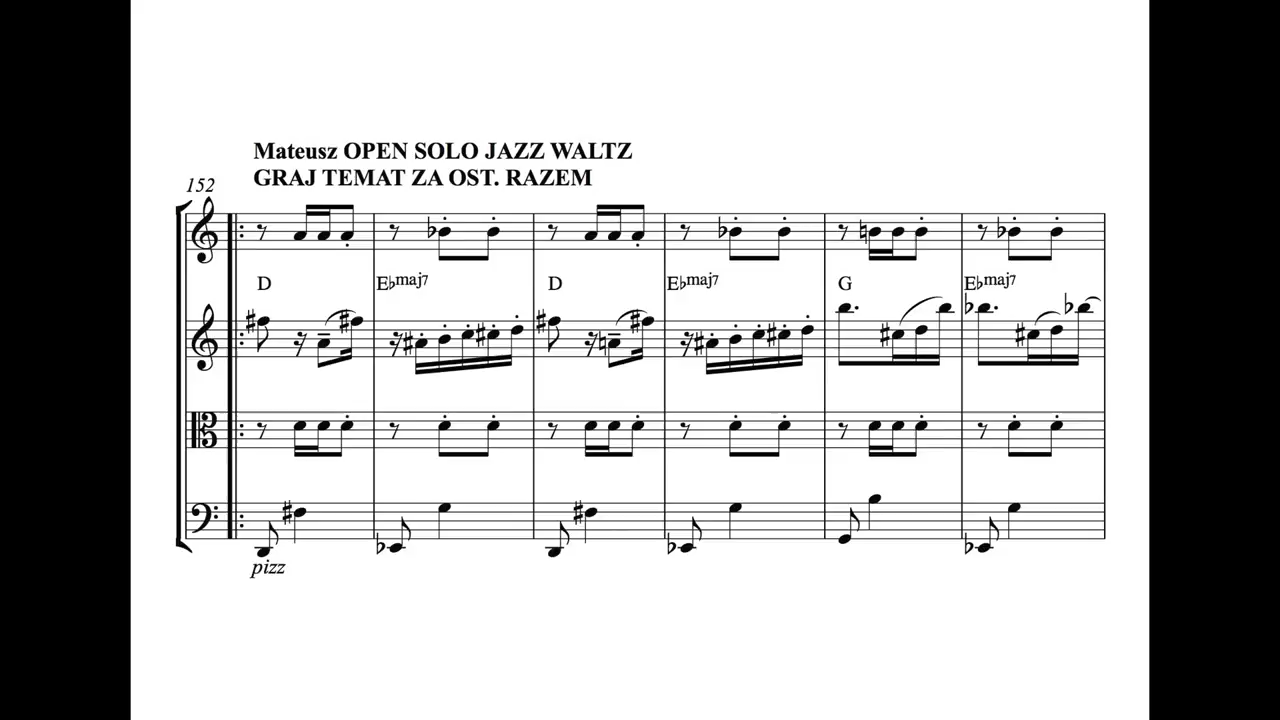 Mateusz OPEN SOLO JAZZ WALTZ
GRAJ TEMAT ZA OST. RAZEM
152
D E♭maj7 D E♭maj7 G E♭maj7
pizz